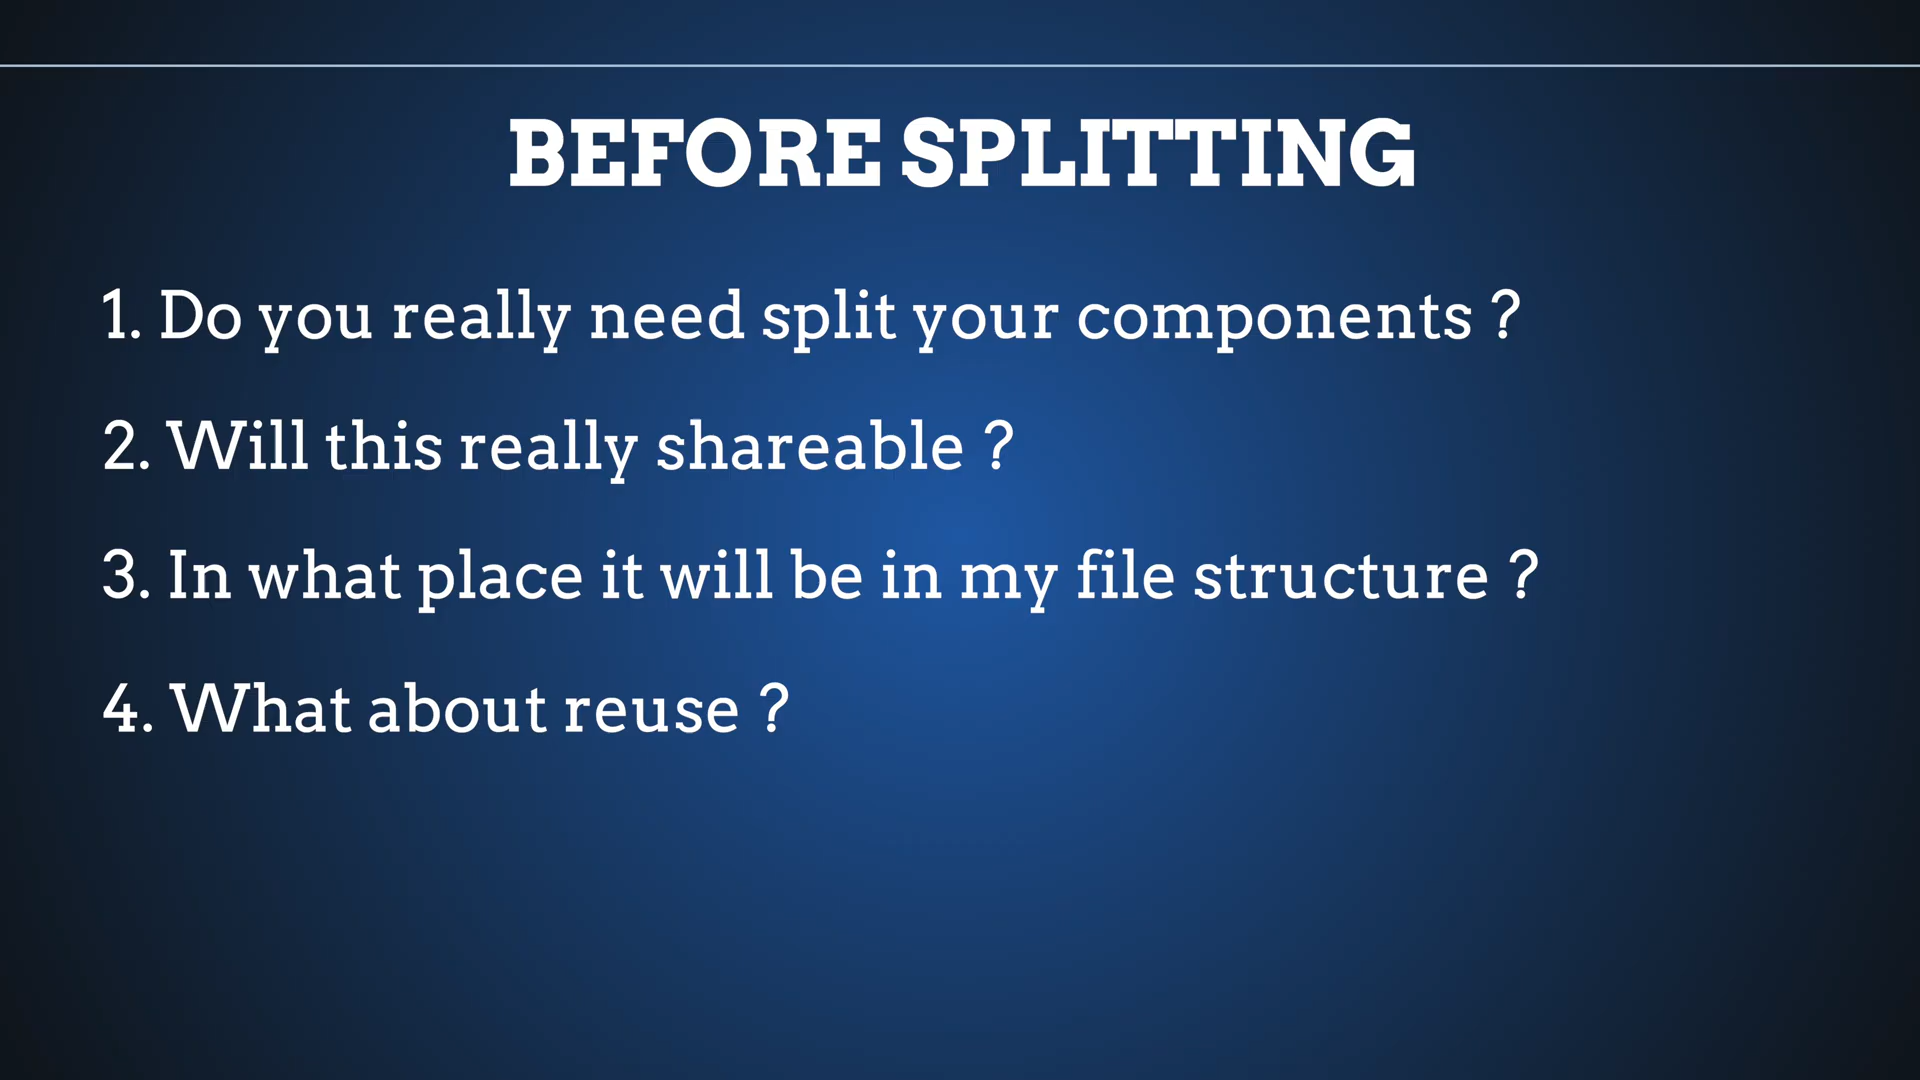 BEFORE SPLITTING
1. Do you really need split your components ?
2. Will this really shareable ?
3. In what place it will be in my file structure ?
4. What about reuse ?